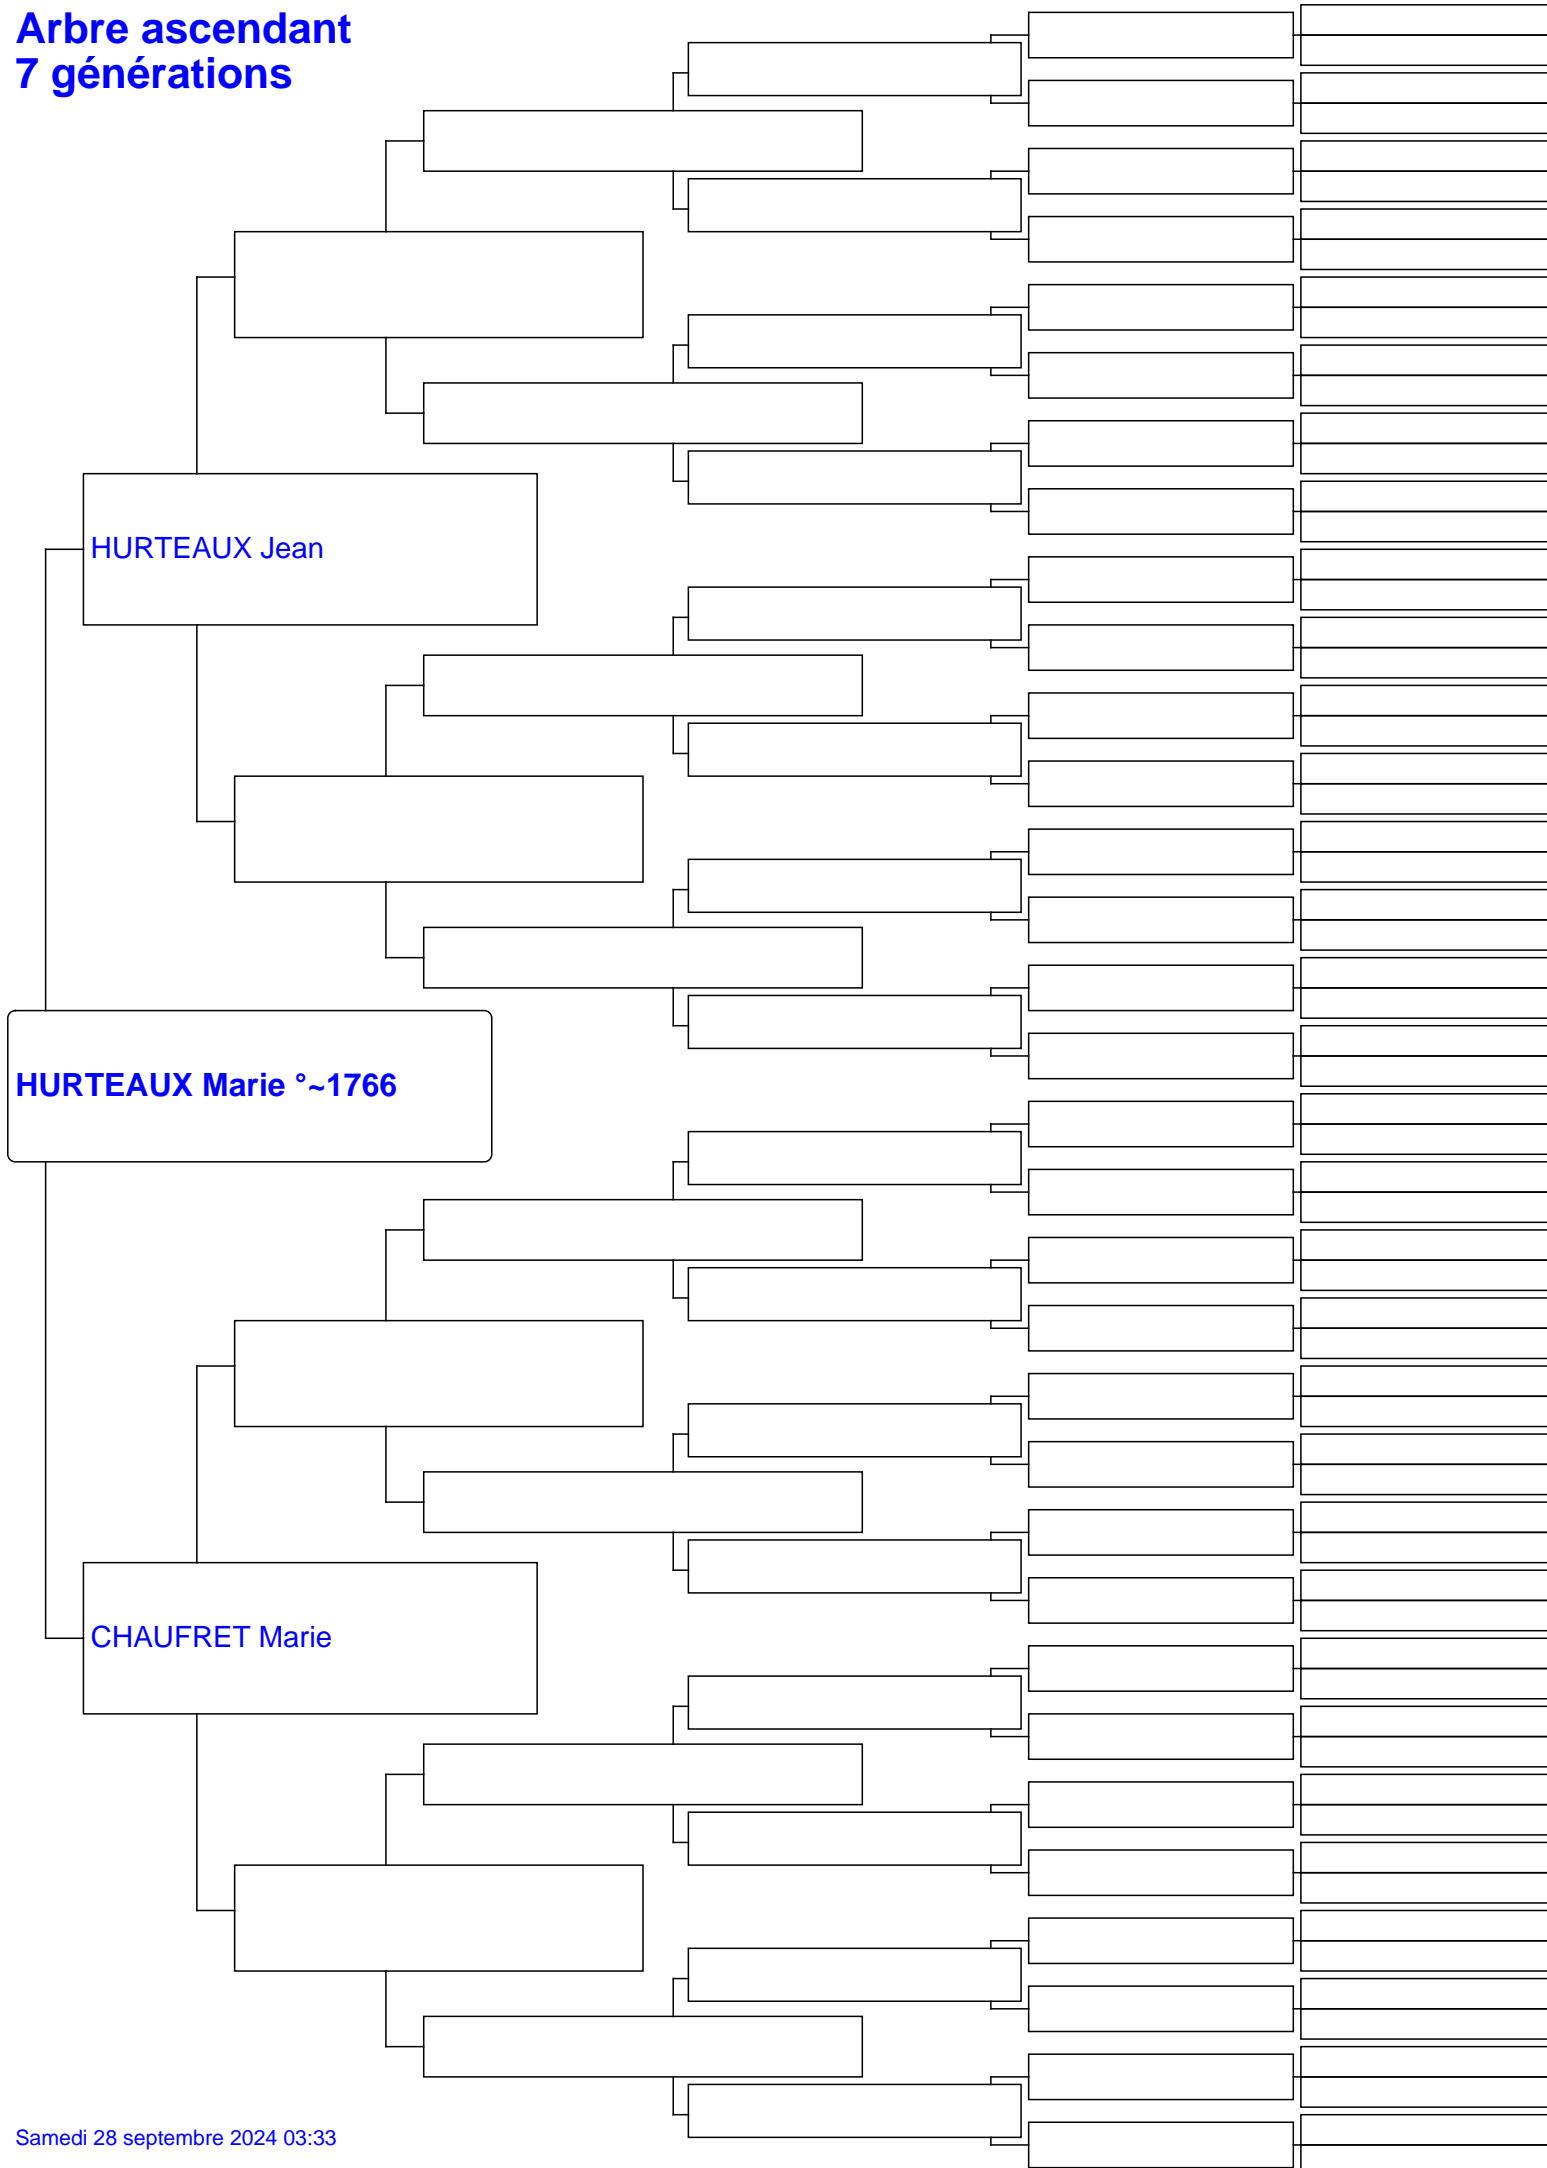 Arbre ascendant
7 générations
HURTEAUX Jean
HURTEAUX Marie °~1766
CHAUFRET Marie
Samedi 28 septembre 2024 03:33